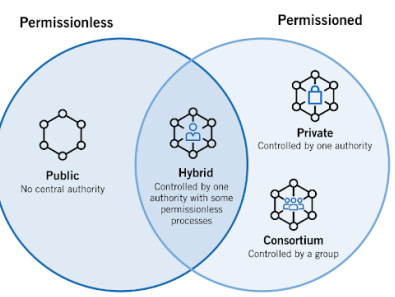 Permissionless
Permissioned
Public
No central authority
Hybrid
Controlled by one
authority with some
permissionless
processes
Private
Controlled by one authority
Consortium
Controlled by a group